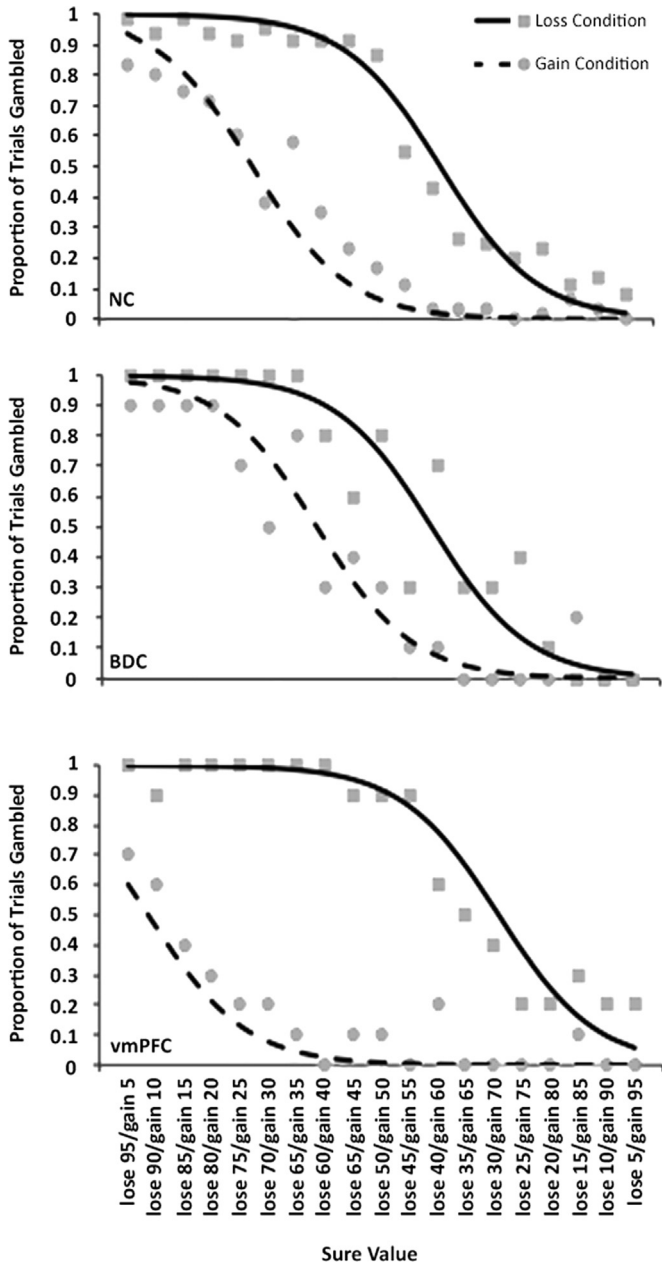 Proportion of Trials Gambled
1
0.9
0.8
0.7
0.6
0.5
0.4
0.3
0.2
0.1
0
NC
Loss Condition
Gain Condition
Proportion of Trials Gambled
1
0.9
0.8
0.7
0.6
0.5
0.4
0.3
0.2
0.1
0
BDC
Proportion of Trials Gambled
1
0.9
0.8
0.7
0.6
0.5
0.4
0.3
0.2
0.1
0
vmPFC
lose 95/gain 5
lose 90/gain 10
lose 85/gain 15
lose 80/gain 20
lose 75/gain 25
lose 70/gain 30
lose 65/gain 35
lose 60/gain 40
lose 65/gain 45
lose 50/gain 50
lose 45/gain 55
lose 40/gain 60
lose 35/gain 65
lose 30/gain 70
lose 25/gain 75
lose 20/gain 80
lose 15/gain 85
lose 10/gain 90
lose 5/gain 95
Sure Value